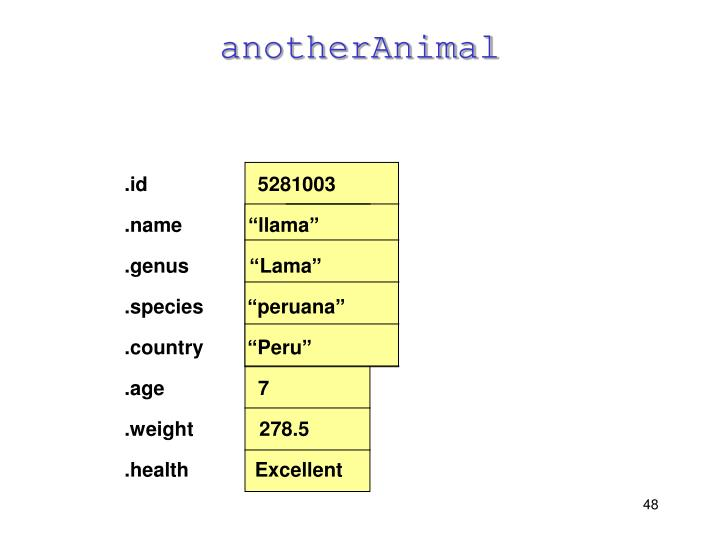 anotherAnimal
.id 5281003
.name “llama”
.genus “Lama”
.species “peruana”
.country “Peru”
.age 7
.weight 278.5
.health Excellent
48